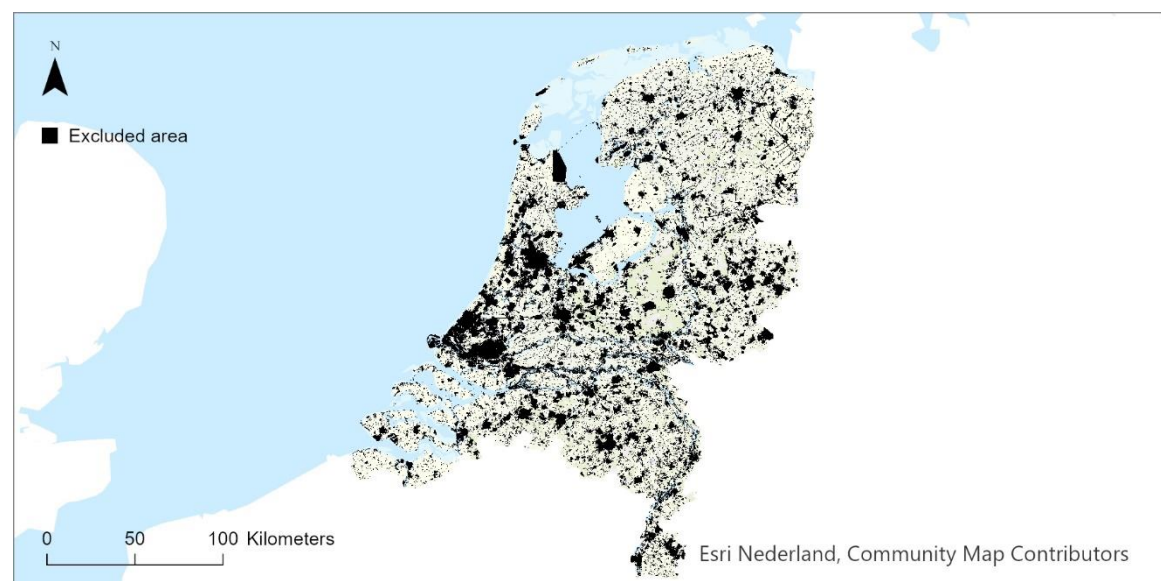 N
Excluded area
0 50 100 Kilometers
Esri Nederland, Community Map Contributors